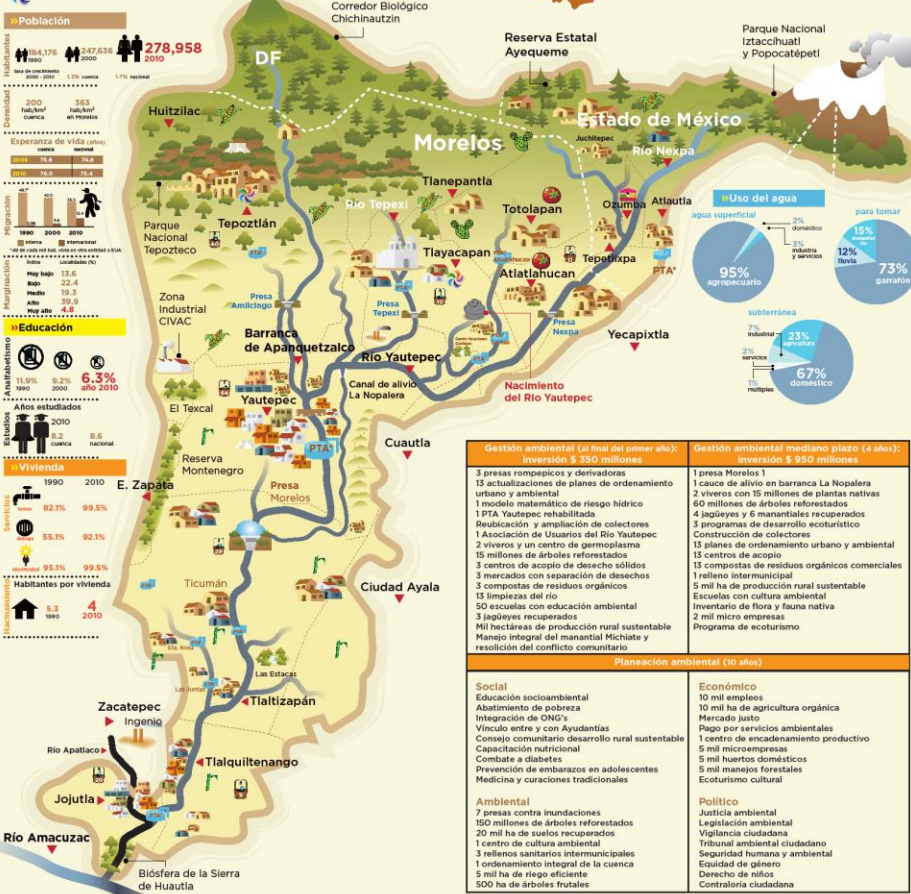 »Población
Habitantes
184,176
1990
247,636
2000
278,958
2010
tasa de crecimiento
2000 - 2010
1.3% cuenca
1.7% nacional
Densidad
200
hab/km²
cuenca
363
hab/km²
en Morelos
Esperanza de vida (años)
cuenca nacional
2000 75.6 74.8
2010 76.0 75.4
Migración
1990 2000 2010
interna internacional
Marginación
Índice Localidades (%)
Muy bajo 13.6
Bajo 22.4
Medio 19.3
Alto 39.9
Muy alto 4.8
»Educación
Analfabetismo
11.9%
1990
9.2%
2000
6.3%
año 2010
Estudios
Años estudiados
2010
8.2
cuenca
8.6
nacional
»Vivienda
1990 2010
Servicios
82.1% 99.5%
drenaje
55.1% 92.1%
electricidad
95.1% 99.5%
Hacinamiento
Habitantes por vivienda
5.3
1990
4
2010
Corredor Biológico
Chichinautzin
DF
Reserva Estatal
Ayequeme
Parque Nacional
Iztaccíhuatl
y Popocatépetl
Huitzilac
Morelos
Estado de México
Juchitepec
Río Nexpa
Tlanepantla
Río Tepexi
Totolapan
Ozumba
Atlautla
Parque
Nacional
Tepozteco
Tepoztlán
Tlayacapan
Atlatlahucan
Tepetlixpa
PTA*
Zona
Industrial
CIVAC
Presa
Amilcingo
Presa
Tepexi
Presa
Nexpa
Yecapixtla
Barranca
de Apanquetzalco
Río Yautepec
PTA
Canal de alivio
La Nopalera
Nacimiento
del Río Yautepec
El Texcal
Yautepec
PTA*
Reserva
Montenegro
Cuautla
E. Zapata
Presa
Morelos
Ticumán
Ciudad Ayala
PTA*
Sta. Rosa
Las Estacas
Las Juntas
Tlaltizapán
Zacatepec
Ingenio
Río Apatlaco
Tlalquiltenango
Jojutla
PTA*
Río Amacuzac
Biósfera de la Sierra
de Huautla
»Uso del agua
agua superficial
2%
doméstico
3%
industria
y servicios
95%
agropecuario
para tomar
15%
12%
lluvia
73%
garrafón
subterránea
7%
industrial
23%
agricultura
2%
servicios
67%
doméstico
1%
múltiples
Gestión ambiental (al final del primer año):
inversión $ 350 millones
3 presas rompepicos y derivadoras
13 actualizaciones de planes de ordenamiento
urbano y ambiental
1 modelo matemático de riesgo hídrico
1 PTA Yautepec rehabilitada
Reubicación y ampliación de colectores
1 Asociación de Usuarios del Río Yautepec
2 viveros y un centro de germoplasma
15 millones de árboles reforestados
3 centros de acopio de desecho sólidos
3 mercados con separación de desechos
3 compostas de residuos orgánicos
13 limpiezas del río
50 escuelas con educación ambiental
3 jagüeyes recuperados
Mil hectáreas de producción rural sustentable
Manejo integral del manantial Michiate y
resolición del conflicto comunitario
Gestión ambiental mediano plazo (4 años):
inversión $ 950 millones
1 presa Morelos 1
1 cauce de alivio en barranca La Nopalera
2 viveros con 15 millones de plantas nativas
60 millones de árboles reforestados
4 jagüeyes y 6 manantiales recuperados
3 programas de desarrollo ecoturístico
Construcción de colectores
13 planes de ordenamiento urbano y ambiental
13 centros de acopio
13 compostas de residuos orgánicos comerciales
1 relleno intermunicipal
5 mil ha de producción rural sustentable
Escuelas con cultura ambiental
Inventario de flora y fauna nativa
2 mil micro empresas
Programa de ecoturismo
Planeación ambiental (10 años)
Social
Educación socioambiental
Abatimiento de pobreza
Integración de ONG's
Vínculo entre y con Ayudantías
Consejo comunitario desarrollo rural sustentable
Capacitación nutricional
Combate a diabetes
Prevención de embarazos en adolescentes
Medicina y curaciones tradicionales
Económico
10 mil empleos
10 mil ha de agricultura orgánica
Mercado justo
Pago por servicios ambientales
1 centro de encadenamiento productivo
5 mil microempresas
5 mil huertos domésticos
5 mil manejos forestales
Ecoturismo cultural
Ambiental
7 presas contra inundaciones
150 millones de árboles reforestados
20 mil ha de suelos recuperados
1 centro de cultura ambiental
3 rellenos sanitarios intermunicipales
1 ordenamiento integral de la cuenca
5 mil ha de riego eficiente
500 ha de árboles frutales
Político
Justicia ambiental
Legislación ambiental
Vigilancia ciudadana
Tribunal ambiental ciudadano
Seguridad humana y ambiental
Equidad de género
Derecho de niños
Contraloría ciudadana